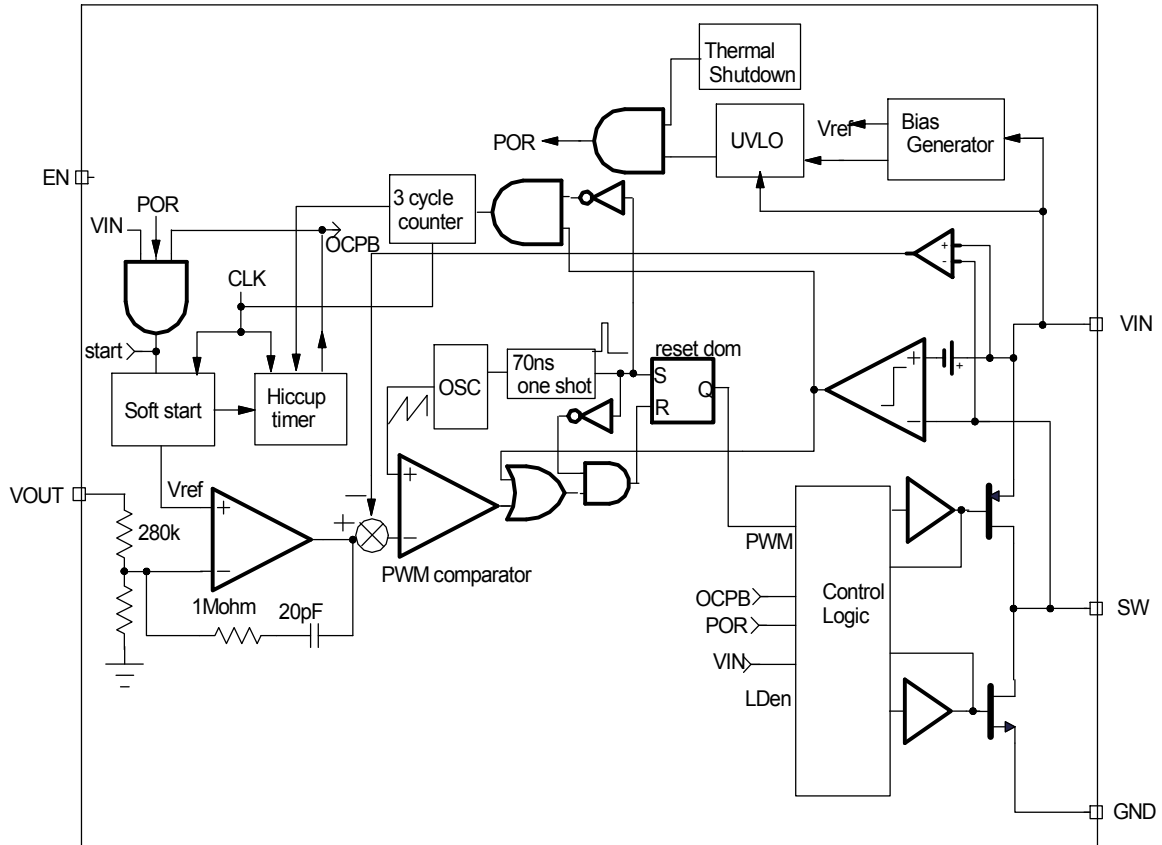 Thermal
Shutdown
POR
UVLO
Vref
Bias
Generator
EN
3 cycle
counter
POR
VIN
OCPB
+
-
CLK
VIN
start
reset dom
70ns
one shot
OSC
S
Q
R
+
+
−
Soft start
Hiccup
timer
VOUT
Vref
+
−
280k
−
+
+
−
PWM comparator
1Mohm
20pF
PWM
Control
Logic
OCPB
POR
VIN
LDen
SW
GND